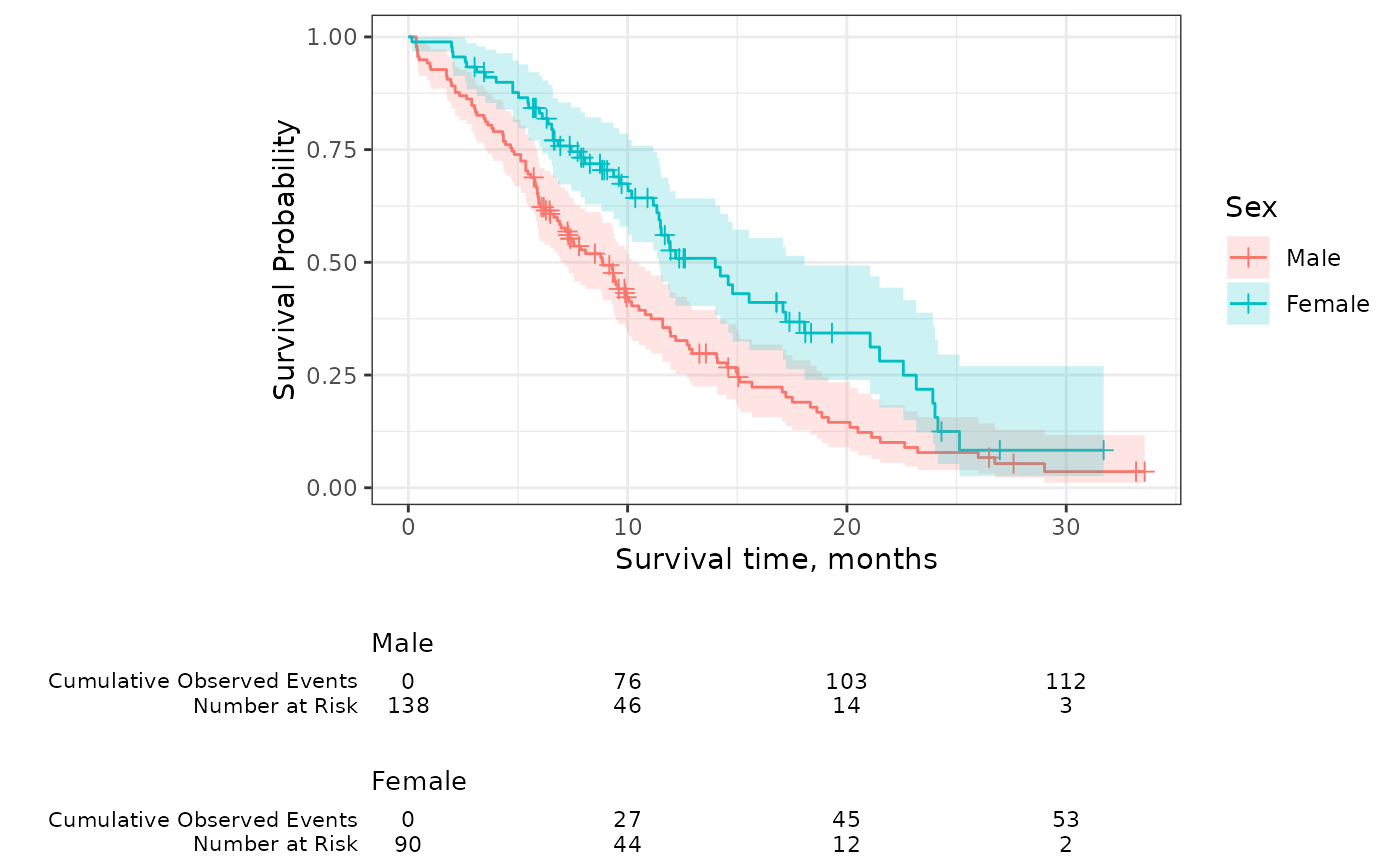 1.00
0.75
0.50
0.25
0.00
Survival Probability
0 10 20 30
Survival time, months
Sex
Male
Female
Male
Cumulative Observed Events 0 76 103 112
Number at Risk 138 46 14 3
Female
Cumulative Observed Events 0 27 45 53
Number at Risk 90 44 12 2